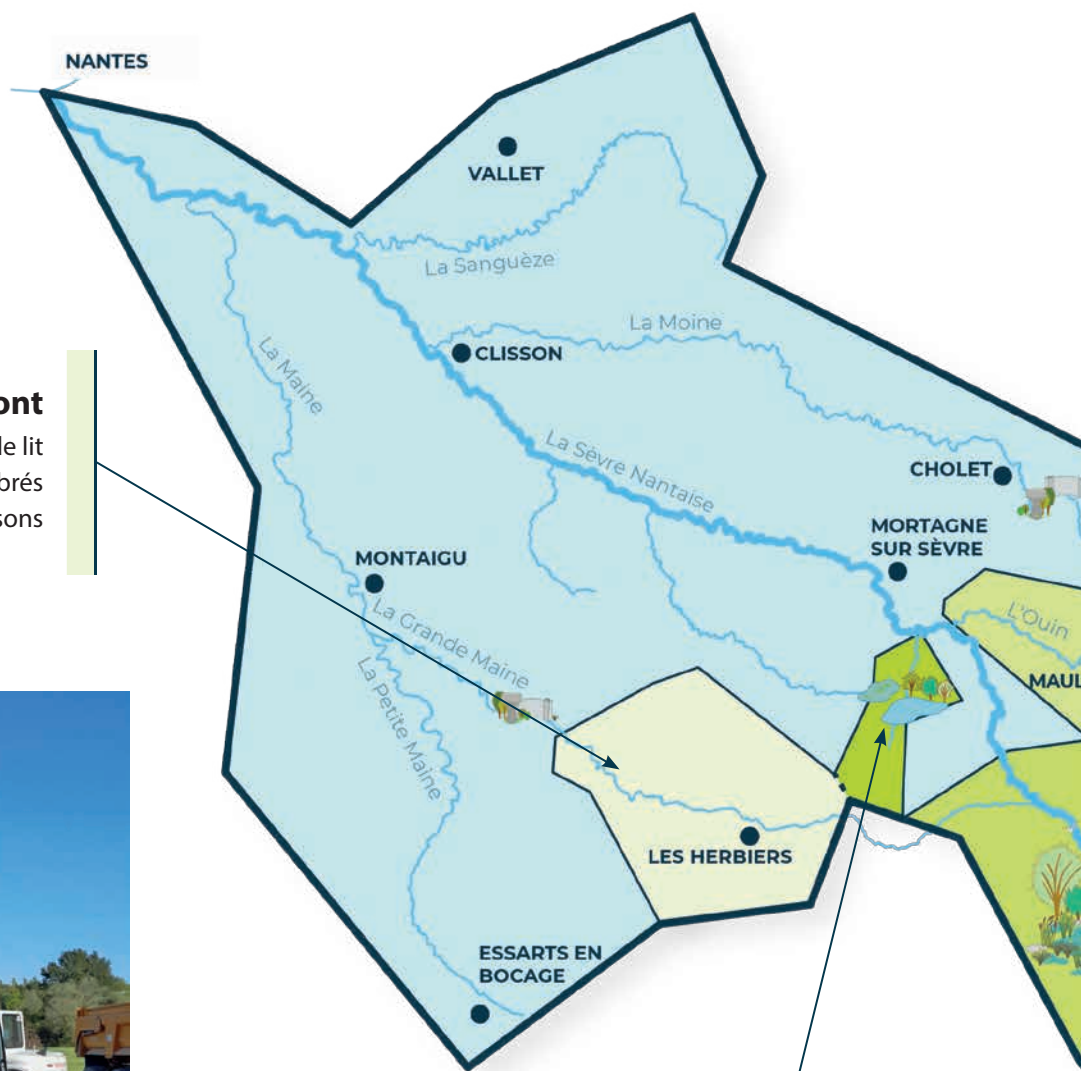 NANTES
VALLET
La Sanguèze
La Moine
CLISSON
La Maine
ont
le lit
brés
sons
La Sèvre Nantaise
CHOLET
MORTAGNE
SUR SÈVRE
MONTAIGU
La Grande Maine
L'Ouin
MAUL
La Petite Maine
LES HERBIERS
ESSARTS EN
BOCAGE